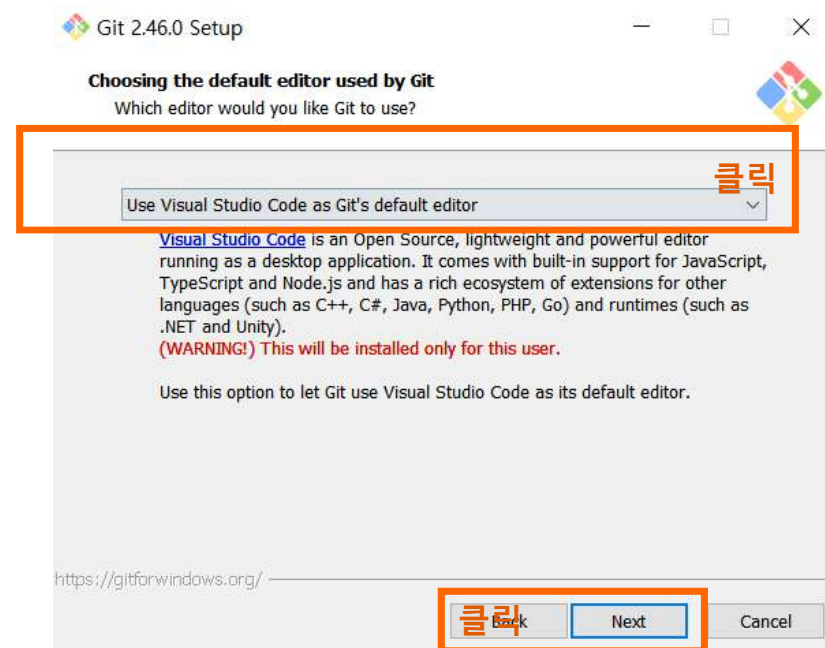 Git 2.46.0 Setup
Choosing the default editor used by Git
Which editor would you like Git to use?
클릭
Use Visual Studio Code as Git's default editor
Visual Studio Code is an Open Source, lightweight and powerful editor
running as a desktop application. It comes with built-in support for JavaScript,
TypeScript and Node.js and has a rich ecosystem of extensions for other
languages (such as C++, C#, Java, Python, PHP, Go) and runtimes (such as
.NET and Unity).
(WARNING!) This will be installed only for this user.
Use this option to let Git use Visual Studio Code as its default editor.
https://gitforwindows.org/
클릭 Back Next Cancel